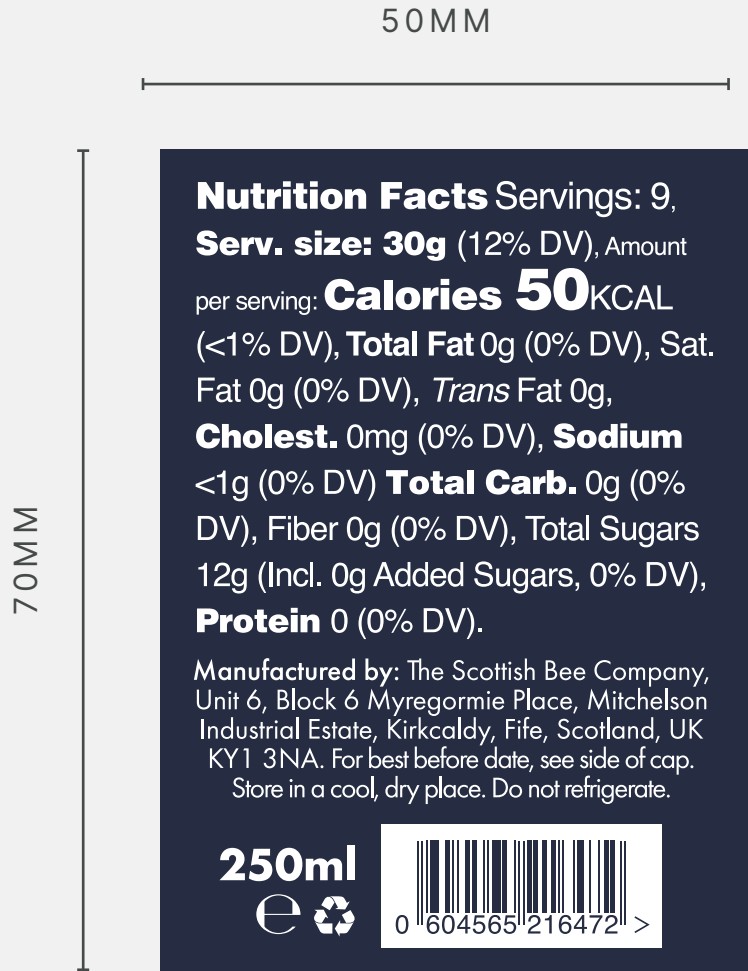 50MM
70MM
Nutrition Facts Servings: 9,
Serv. size: 30g (12% DV), Amount
per serving: Calories 50KCAL
(<1% DV), Total Fat 0g (0% DV), Sat.
Fat 0g (0% DV), Trans Fat 0g,
Cholest. 0mg (0% DV), Sodium
<1g (0% DV) Total Carb. 0g (0%
DV), Fiber 0g (0% DV), Total Sugars
12g (Incl. 0g Added Sugars, 0% DV),
Protein 0 (0% DV).
Manufactured by: The Scottish Bee Company,
Unit 6, Block 6 Myregormie Place, Mitchelson
Industrial Estate, Kirkcaldy, Fife, Scotland, UK
KY1 3NA. For best before date, see side of cap.
Store in a cool, dry place. Do not refrigerate.
250ml
℮
0 604565 216472 >